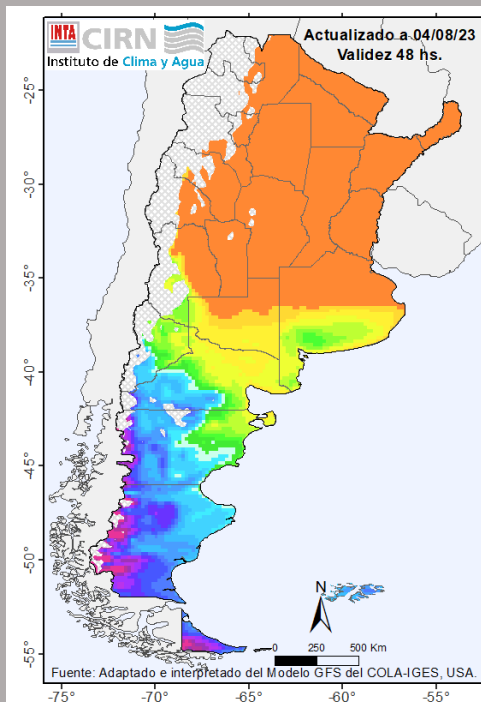 INTA CIRN
Instituto de Clima y Agua
Actualizado a 04/08/23
Validez 48 hs.
-25°
-30°
-35°
-40°
-45°
-50°
-55°
N
0 250 500 Km
Fuente: Adaptado e interpretado del Modelo GFS del COLA-IGES, USA.
-75° -70° -65° -60° -55°